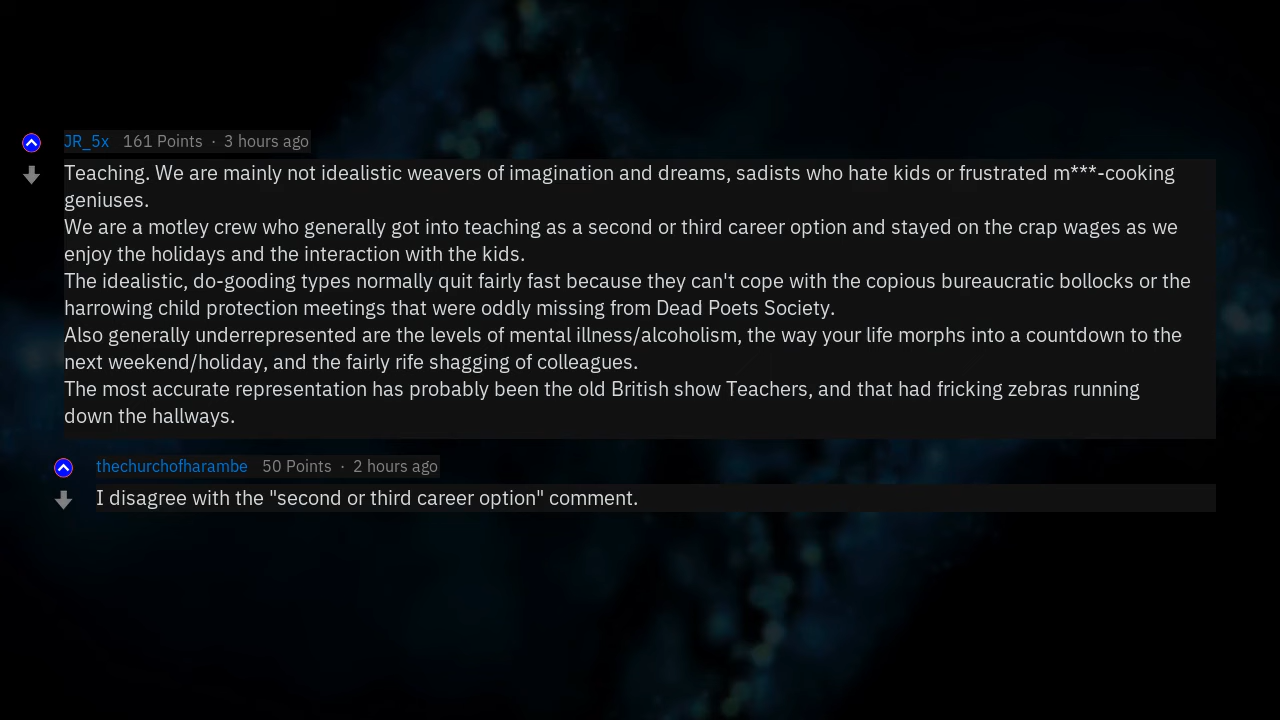 JR_5x 161 Points · 3 hours ago
Teaching. We are mainly not idealistic weavers of imagination and dreams, sadists who hate kids or frustrated m***-cooking
geniuses.
We are a motley crew who generally got into teaching as a second or third career option and stayed on the crap wages as we
enjoy the holidays and the interaction with the kids.
The idealistic, do-gooding types normally quit fairly fast because they can't cope with the copious bureaucratic bollocks or the
harrowing child protection meetings that were oddly missing from Dead Poets Society.
Also generally underrepresented are the levels of mental illness/alcoholism, the way your life morphs into a countdown to the
next weekend/holiday, and the fairly rife shagging of colleagues.
The most accurate representation has probably been the old British show Teachers, and that had fricking zebras running
down the hallways.
thechurchofharambe 50 Points · 2 hours ago
I disagree with the "second or third career option" comment.